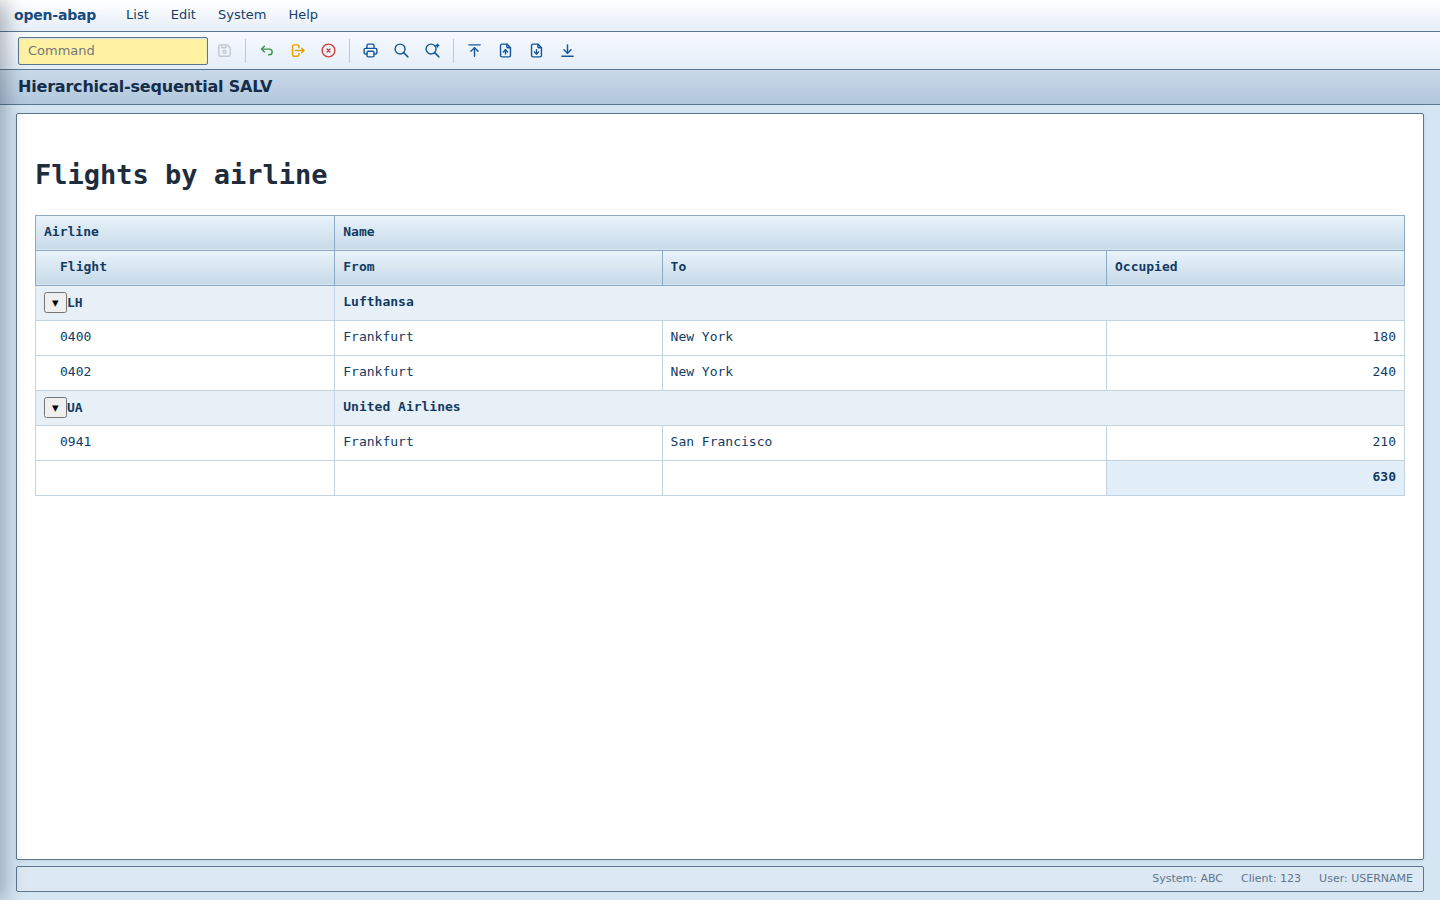 open-abap List Edit System Help
Command
Hierarchical-sequential SALV
Flights by airline
Airline Name
Flight From To Occupied
▼ LH Lufthansa
0400 Frankfurt New York 180
0402 Frankfurt New York 240
▼ UA United Airlines
0941 Frankfurt San Francisco 210
630
System: ABC Client: 123 User: USERNAME